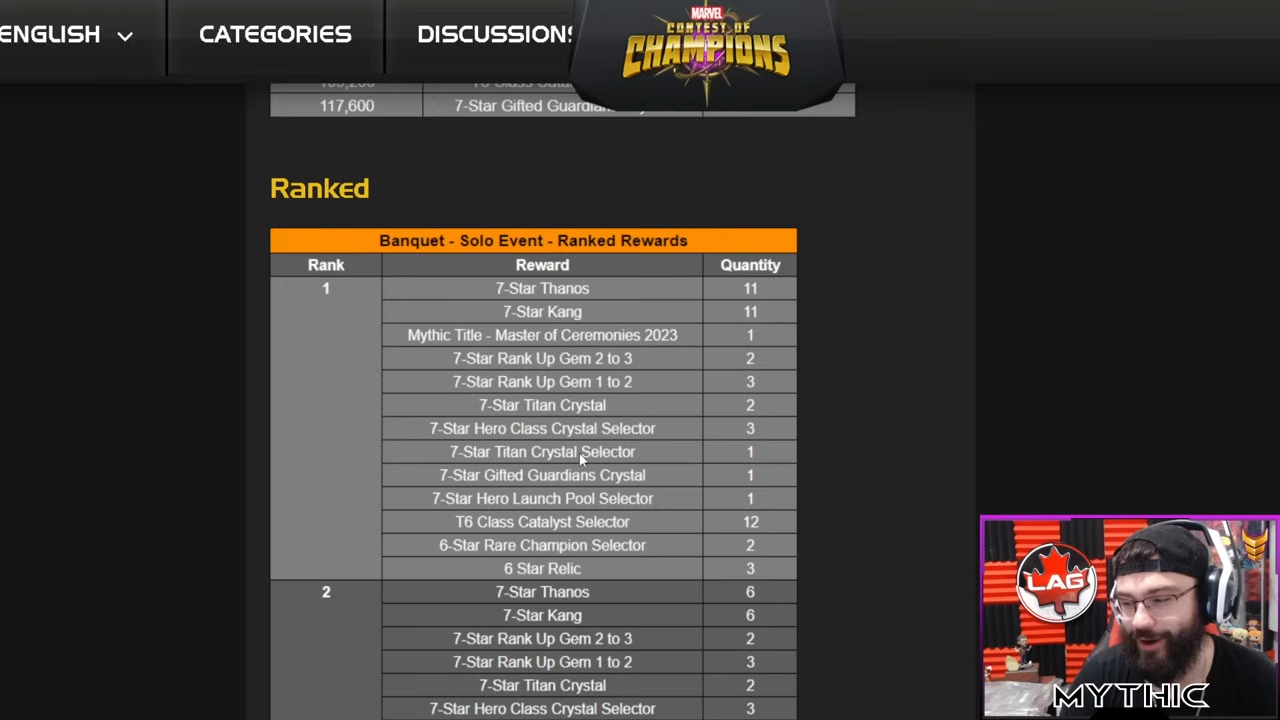 ENGLISH CATEGORIES DISCUSSIONS
MARVEL
CONTEST OF
CHAMPIONS
117,600 7-Star Gifted Guardians
Ranked
Banquet - Solo Event - Ranked Rewards
Rank Reward Quantity
1 7-Star Thanos 11
7-Star Kang 11
Mythic Title - Master of Ceremonies 2023 1
7-Star Rank Up Gem 2 to 3 2
7-Star Rank Up Gem 1 to 2 3
7-Star Titan Crystal 2
7-Star Hero Class Crystal Selector 3
7-Star Titan Crystal Selector 1
7-Star Gifted Guardians Crystal 1
7-Star Hero Launch Pool Selector 1
T6 Class Catalyst Selector 12
6-Star Rare Champion Selector 2
6 Star Relic 3
2 7-Star Thanos 6
7-Star Kang 6
7-Star Rank Up Gem 2 to 3 2
7-Star Rank Up Gem 1 to 2 3
7-Star Titan Crystal 2
7-Star Hero Class Crystal Selector 3
LAG
MYTHIC